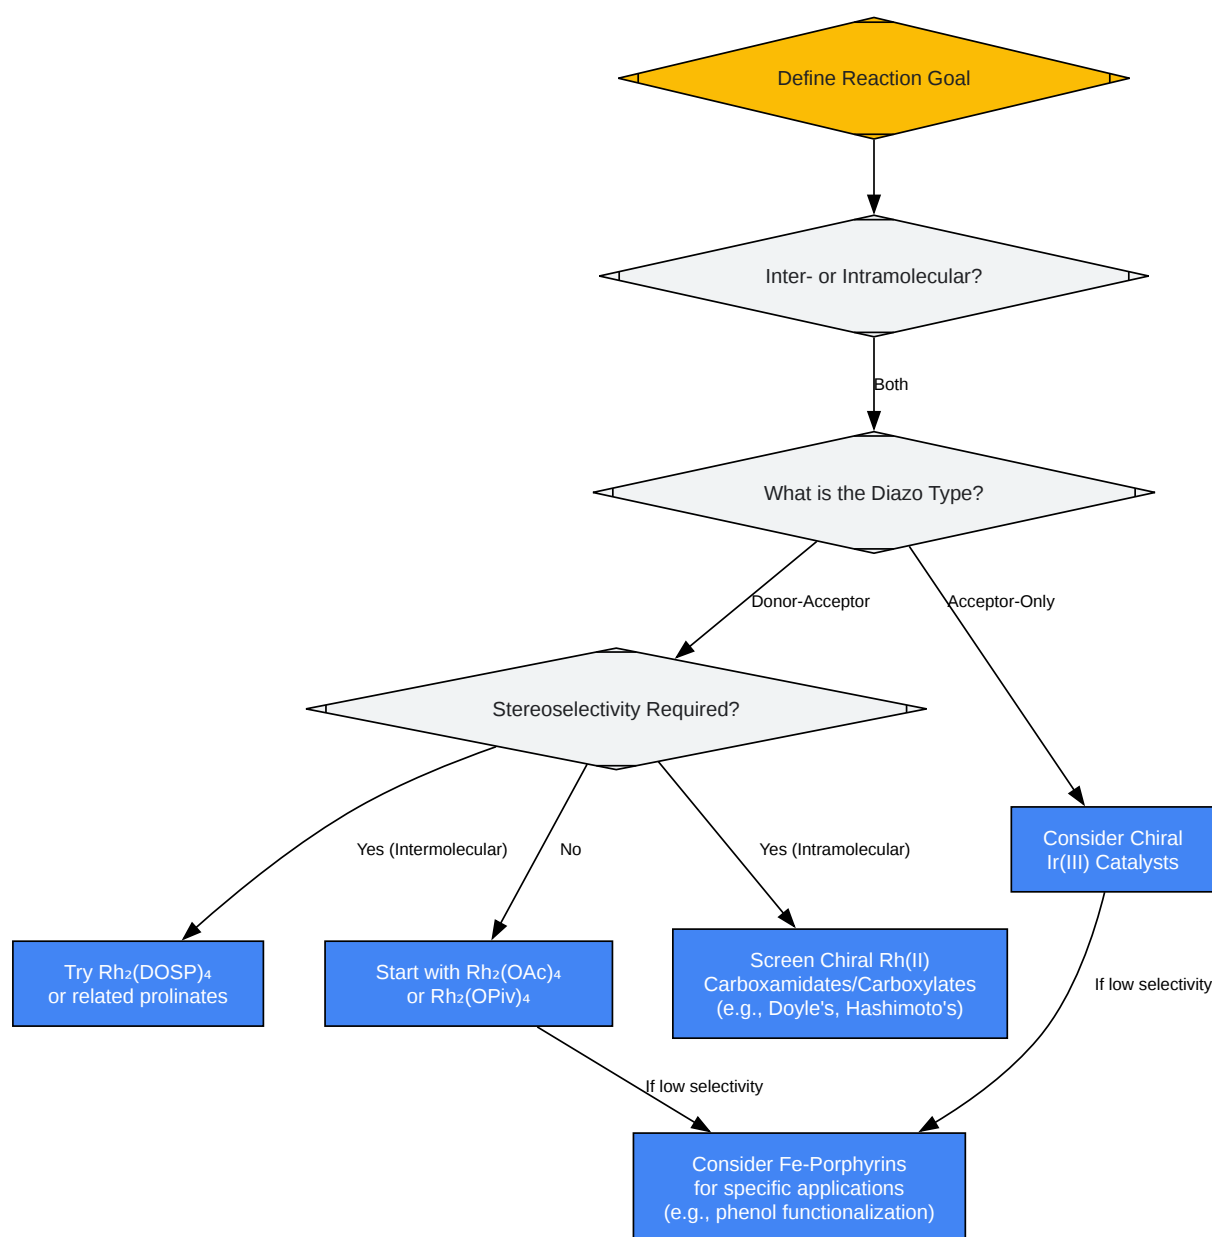 Define Reaction Goal
Inter- or Intramolecular?
Both
What is the Diazo Type?
Donor-Acceptor
Acceptor-Only
Stereoselectivity Required?
Yes (Intermolecular)
No
Yes (Intramolecular)
Consider Chiral
Ir(III) Catalysts
Try Rh₂(DOSP)₄
or related prolinates
Start with Rh₂(OAc)₄
or Rh₂(OPiv)₄
Screen Chiral Rh(II)
Carboxamidates/Carboxylates
(e.g., Doyle's, Hashimoto's)
If low selectivity
If low selectivity
Consider Fe-Porphyrins
for specific applications
(e.g., phenol functionalization)